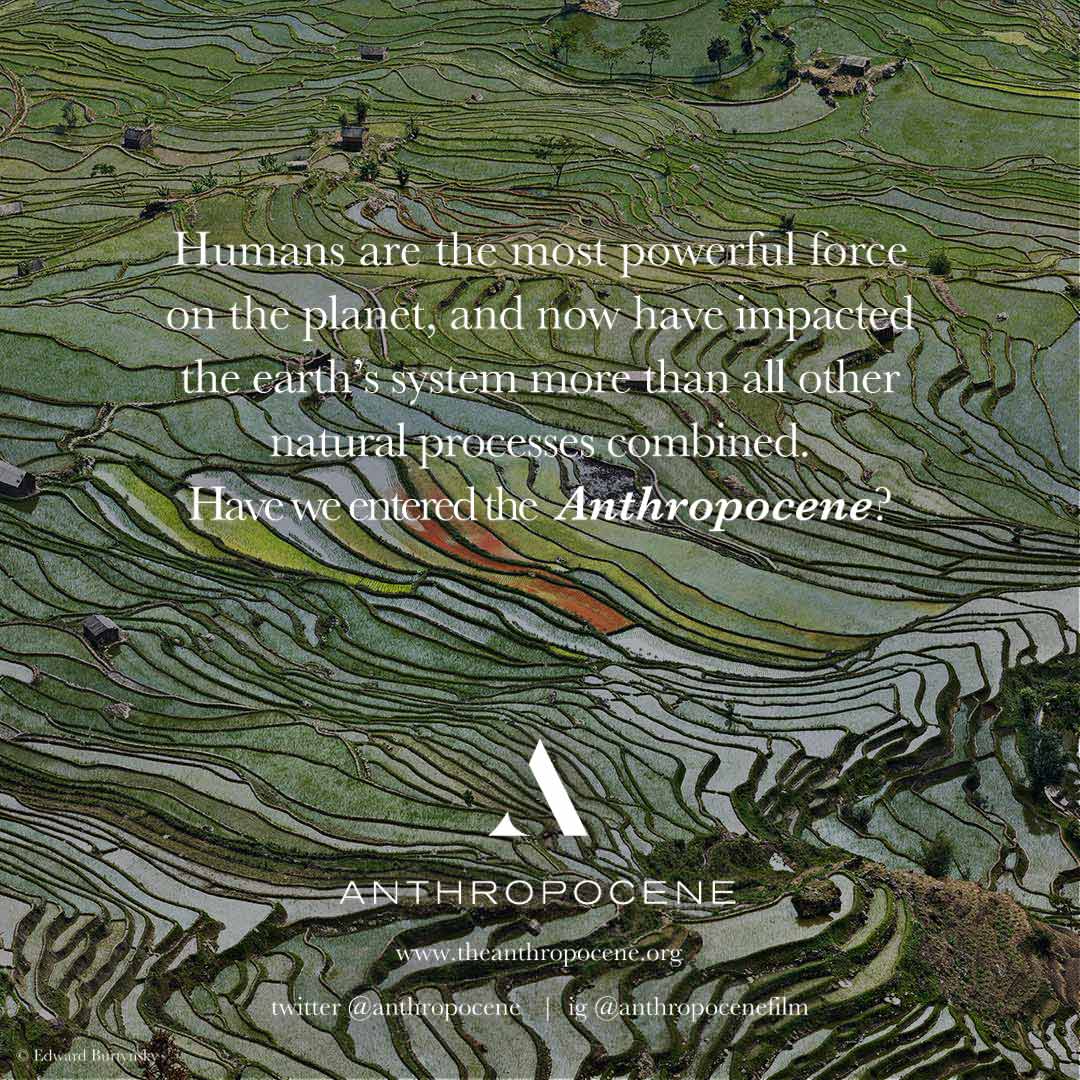 Humans are the most powerful force
on the planet, and now have impacted
the earth's system more than all other
natural processes combined.
Have we entered the Anthropocene?
ANTHROPOCENE
www.theanthropocene.org
twitter @anthropocene | ig @anthropocenefilm
© Edward Burtynsky